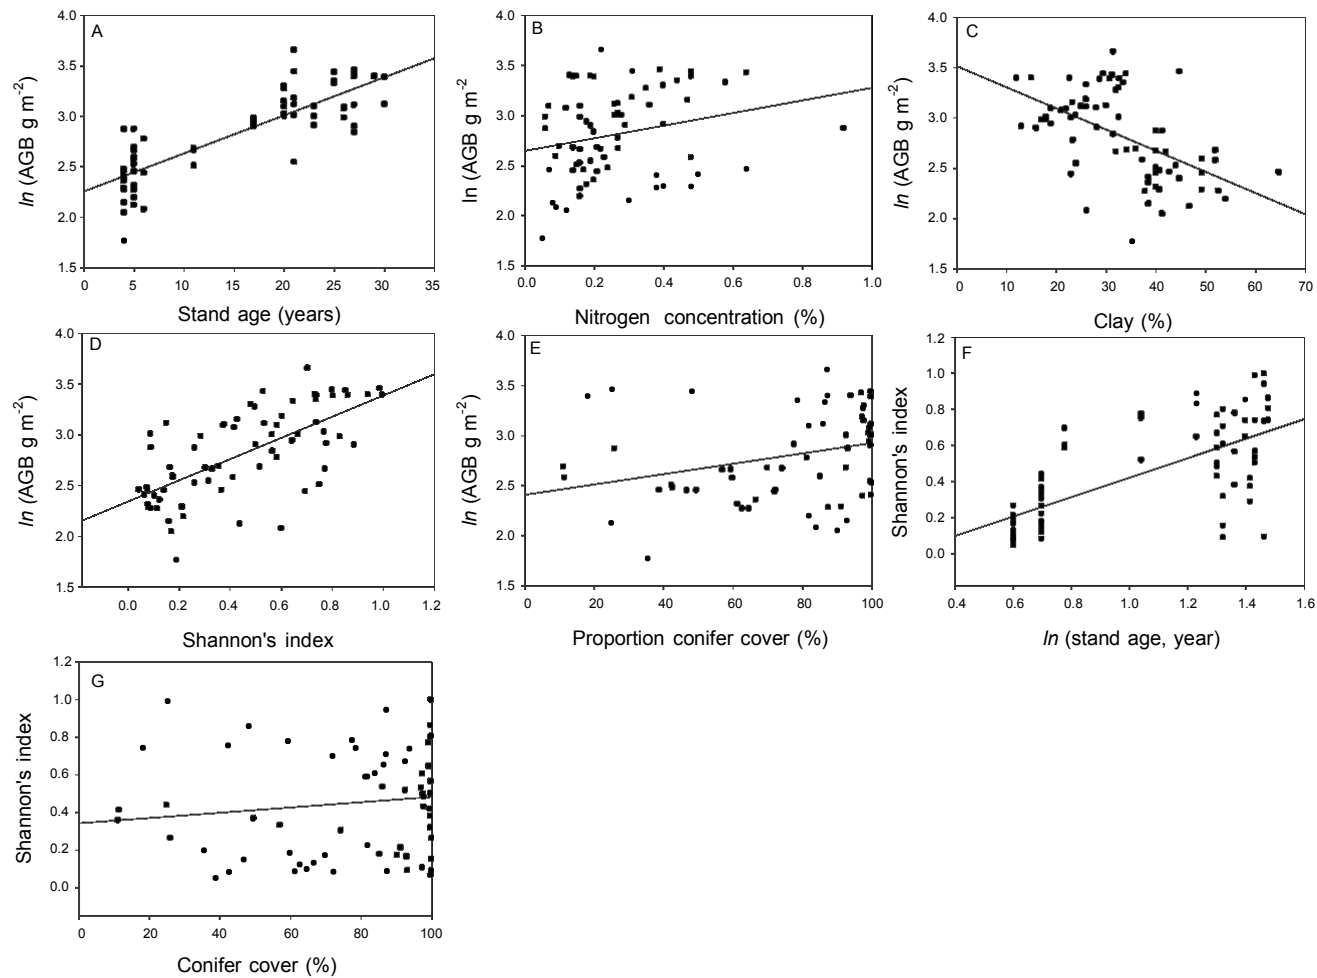 A
ln (AGB g m-2)
4.0
3.5
3.0
2.5
2.0
1.5
0 5 10 15 20 25 30 35
Stand age (years)
B
ln (AGB g m-2)
4.0
3.5
3.0
2.5
2.0
1.5
0.0 0.2 0.4 0.6 0.8 1.0
Nitrogen concentration (%)
C
ln (AGB g m-2)
4.0
3.5
3.0
2.5
2.0
1.5
0 10 20 30 40 50 60 70
Clay (%)
D
ln (AGB g m-2)
4.0
3.5
3.0
2.5
2.0
1.5
0.0 0.2 0.4 0.6 0.8 1.0 1.2
Shannon's index
E
ln (AGB g m-2)
4.0
3.5
3.0
2.5
2.0
1.5
0 20 40 60 80 100
Proportion conifer cover (%)
F
Shannon's index
1.2
1.0
0.8
0.6
0.4
0.2
0.0
0.4 0.6 0.8 1.0 1.2 1.4 1.6
ln (stand age, year)
G
Shannon's index
1.2
1.0
0.8
0.6
0.4
0.2
0.0
0 20 40 60 80 100
Conifer cover (%)